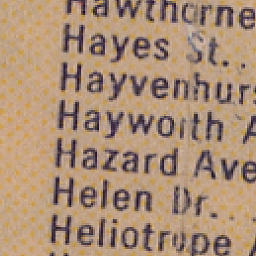 Hawthorne
Hayes St..
Hayvenhurs
Hayworth A
Hazard Ave
Helen Dr...
Heliotrope